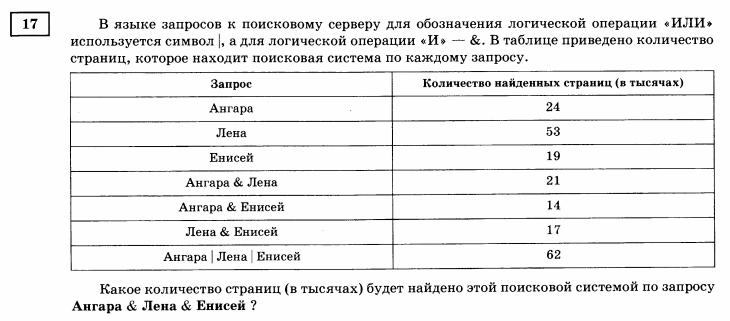 17
В языке запросов к поисковому серверу для обозначения логической операции «ИЛИ»
используется символ |, а для логической операции «И» — &. В таблице приведено количество
страниц, которое находит поисковая система по каждому запросу.
Запрос Количество найденных страниц (в тысячах)
Ангара 24
Лена 53
Енисей 19
Ангара & Лена 21
Ангара & Енисей 14
Лена & Енисей 17
Ангара | Лена | Енисей 62
Какое количество страниц (в тысячах) будет найдено этой поисковой системой по запросу
Ангара & Лена & Енисей ?